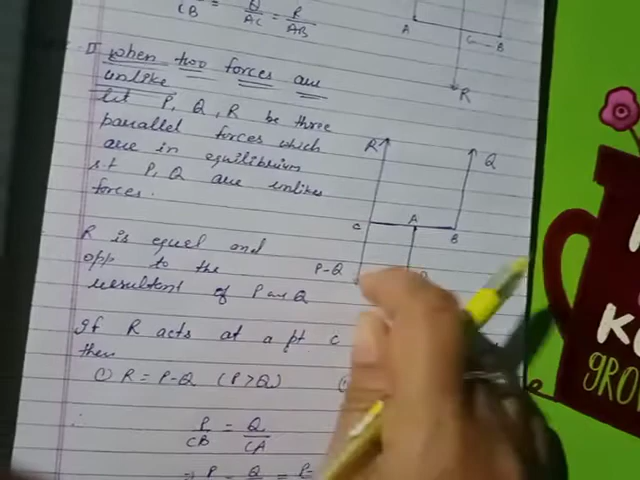 CB = Q/AC = R/AB
A
C B
R
II when two forces are
unlike
let P, Q, R be three
parallel forces which
are in equilibrium
st P, Q are unlike
forces.
R Q
C A B
P-Q
R is equal and
opp to the
resultant of P and Q
If R acts at a pt C
then
① R = P-Q (P>Q)
∴ P/CB = Q/CA
GROW